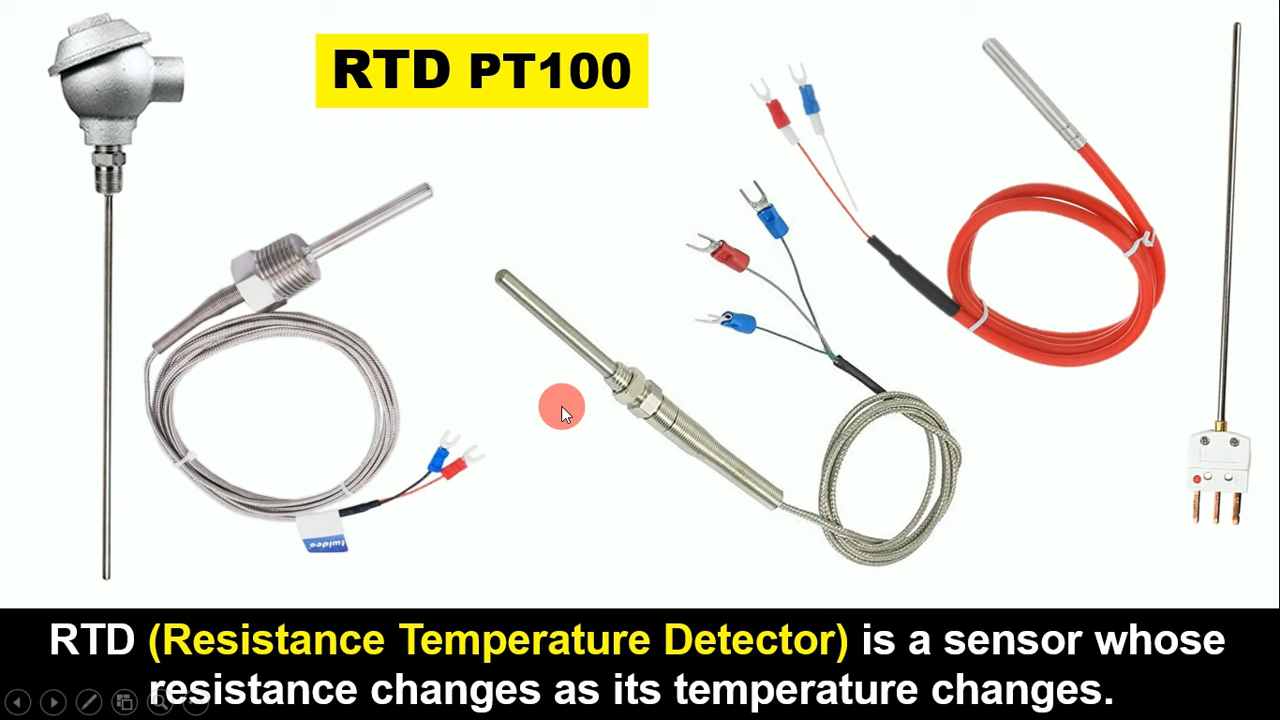 RTD PT100
RTD (Resistance Temperature Detector) is a sensor whose
resistance changes as its temperature changes.